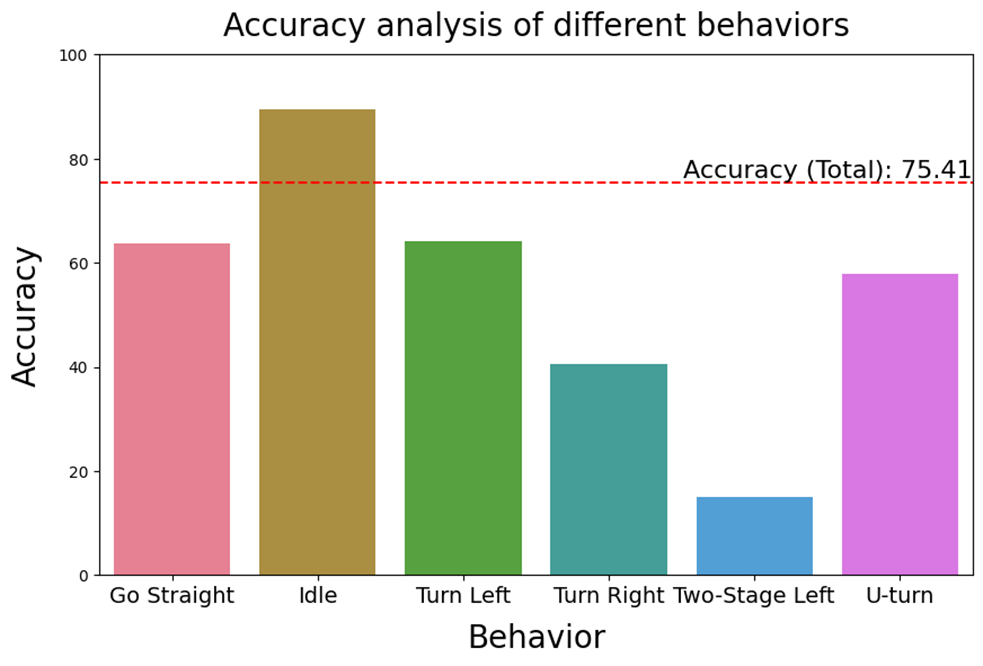 Accuracy analysis of different behaviors
100
80
60
40
20
0
Accuracy
Accuracy (Total): 75.41
Go Straight Idle Turn Left Turn Right Two-Stage Left U-turn
Behavior